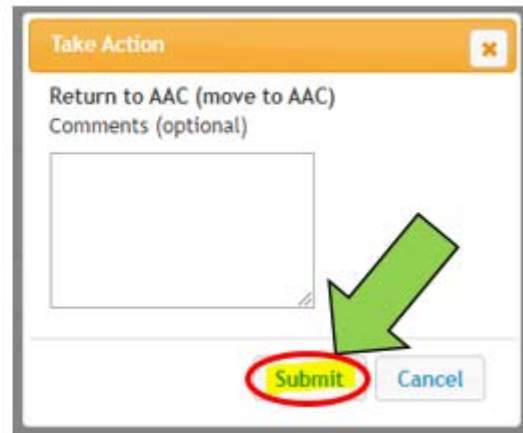 Take Action
Return to AAC (move to AAC)
Comments (optional)
Submit Cancel